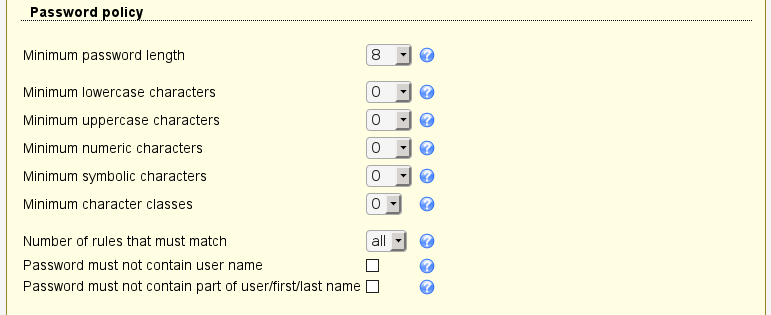 Password policy
Minimum password length 8
Minimum lowercase characters 0
Minimum uppercase characters 0
Minimum numeric characters 0
Minimum symbolic characters 0
Minimum character classes 0
Number of rules that must match all
Password must not contain user name
Password must not contain part of user/first/last name